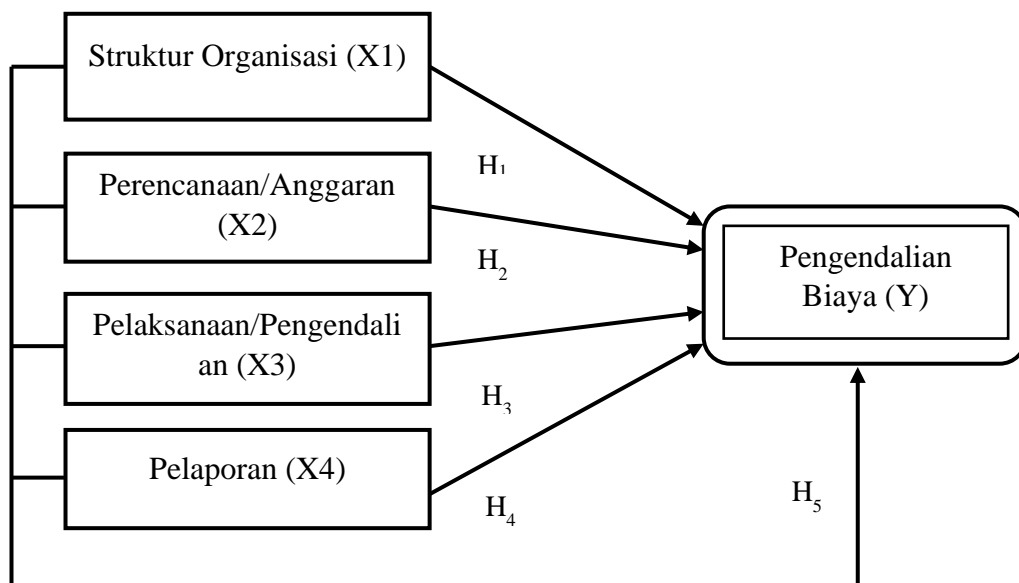 Struktur Organisasi (X1)
H1
Perencanaan/Anggaran
(X2)
H2
Pengendalian
Biaya (Y)
Pelaksanaan/Pengendali
an (X3)
H3
Pelaporan (X4)
H4
H5